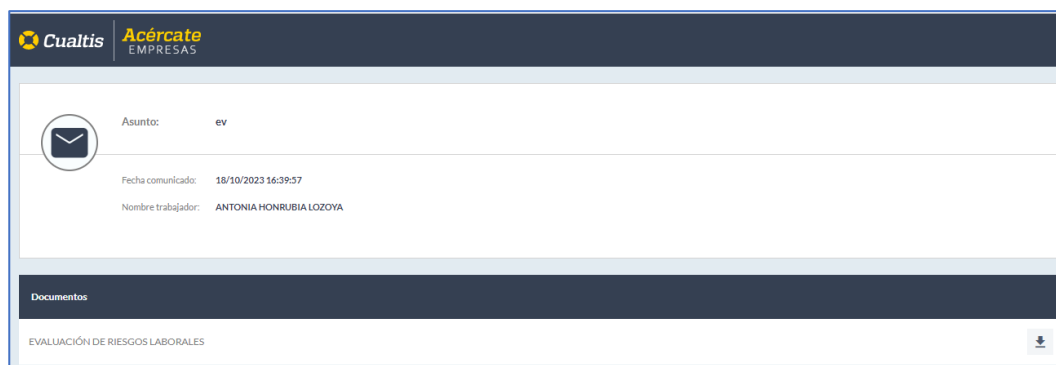 Cualtis Acércate
EMPRESAS
Asunto: ev
Fecha comunicado: 18/10/2023 16:39:57
Nombre trabajador: ANTONIA HONRUBIA LOZOYA
Documentos
EVALUACIÓN DE RIESGOS LABORALES